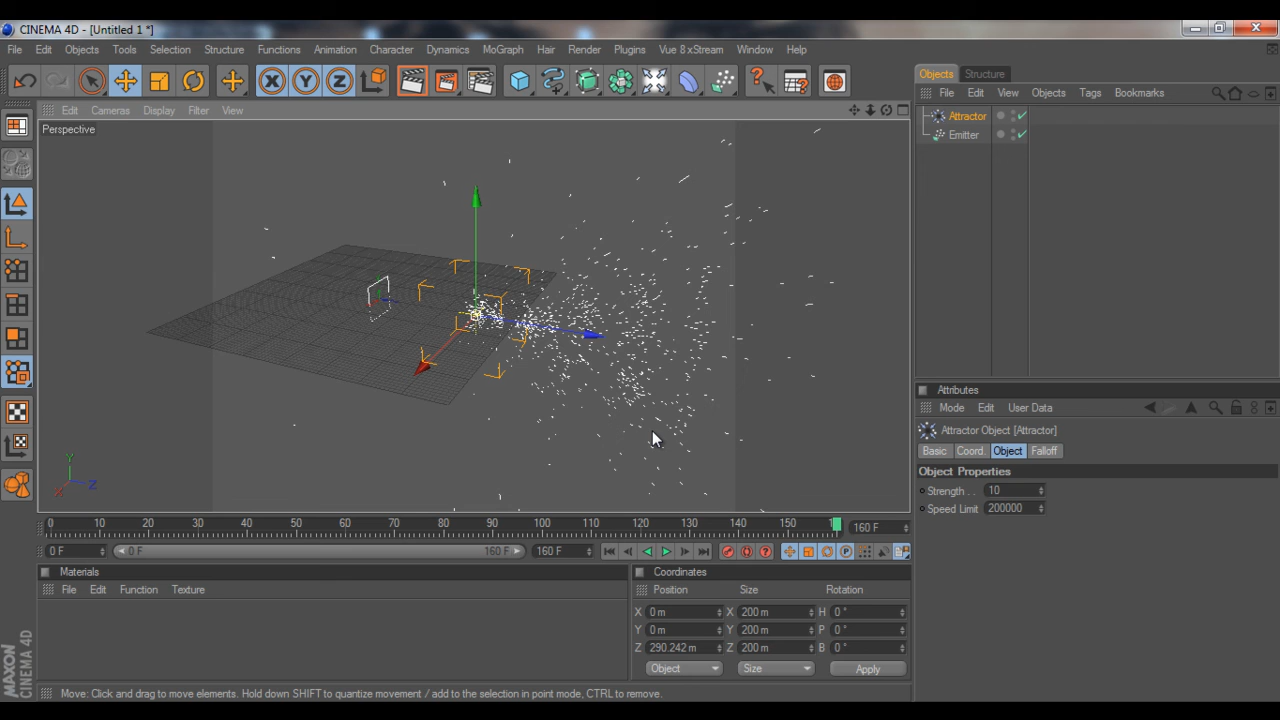 CINEMA 4D - [Untitled 1 *]
File Edit Objects Tools Selection Structure Functions Animation Character Dynamics MoGraph Hair Render Plugins Vue 8 xStream Window Help
Objects Structure
File Edit View Objects Tags Bookmarks
Edit Cameras Display Filter View
Perspective
Attractor
Emitter
Y
X Z
Attributes
Mode Edit User Data
Attractor Object [Attractor]
Basic Coord. Object Falloff
Object Properties
Strength . . 10
Speed Limit 200000
0 10 20 30 40 50 60 70 80 90 100 110 120 130 140 150 160 F
0 F 0 F 160 F 160 F
Materials
File Edit Function Texture
Coordinates
Position Size Rotation
X 0 m X 200 m H 0 °
Y 0 m Y 200 m P 0 °
Z 290.242 m Z 200 m B 0 °
Object Size Apply
MAXON
CINEMA 4D
Move: Click and drag to move elements. Hold down SHIFT to quantize movement / add to the selection in point mode, CTRL to remove.